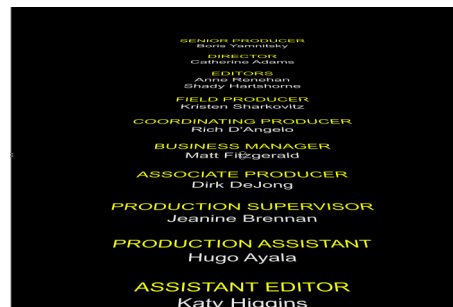 SENIOR PRODUCER
Boris Yamnitsky
DIRECTOR
Catherine Adams
EDITORS
Anne Renehan
Shady Hartshorne
FIELD PRODUCER
Kristen Sharkovitz
COORDINATING PRODUCER
Rich D'Angelo
BUSINESS MANAGER
Matt Fitzgerald
ASSOCIATE PRODUCER
Dirk DeJong
PRODUCTION SUPERVISOR
Jeanine Brennan
PRODUCTION ASSISTANT
Hugo Ayala
ASSISTANT EDITOR
Katy Higgins